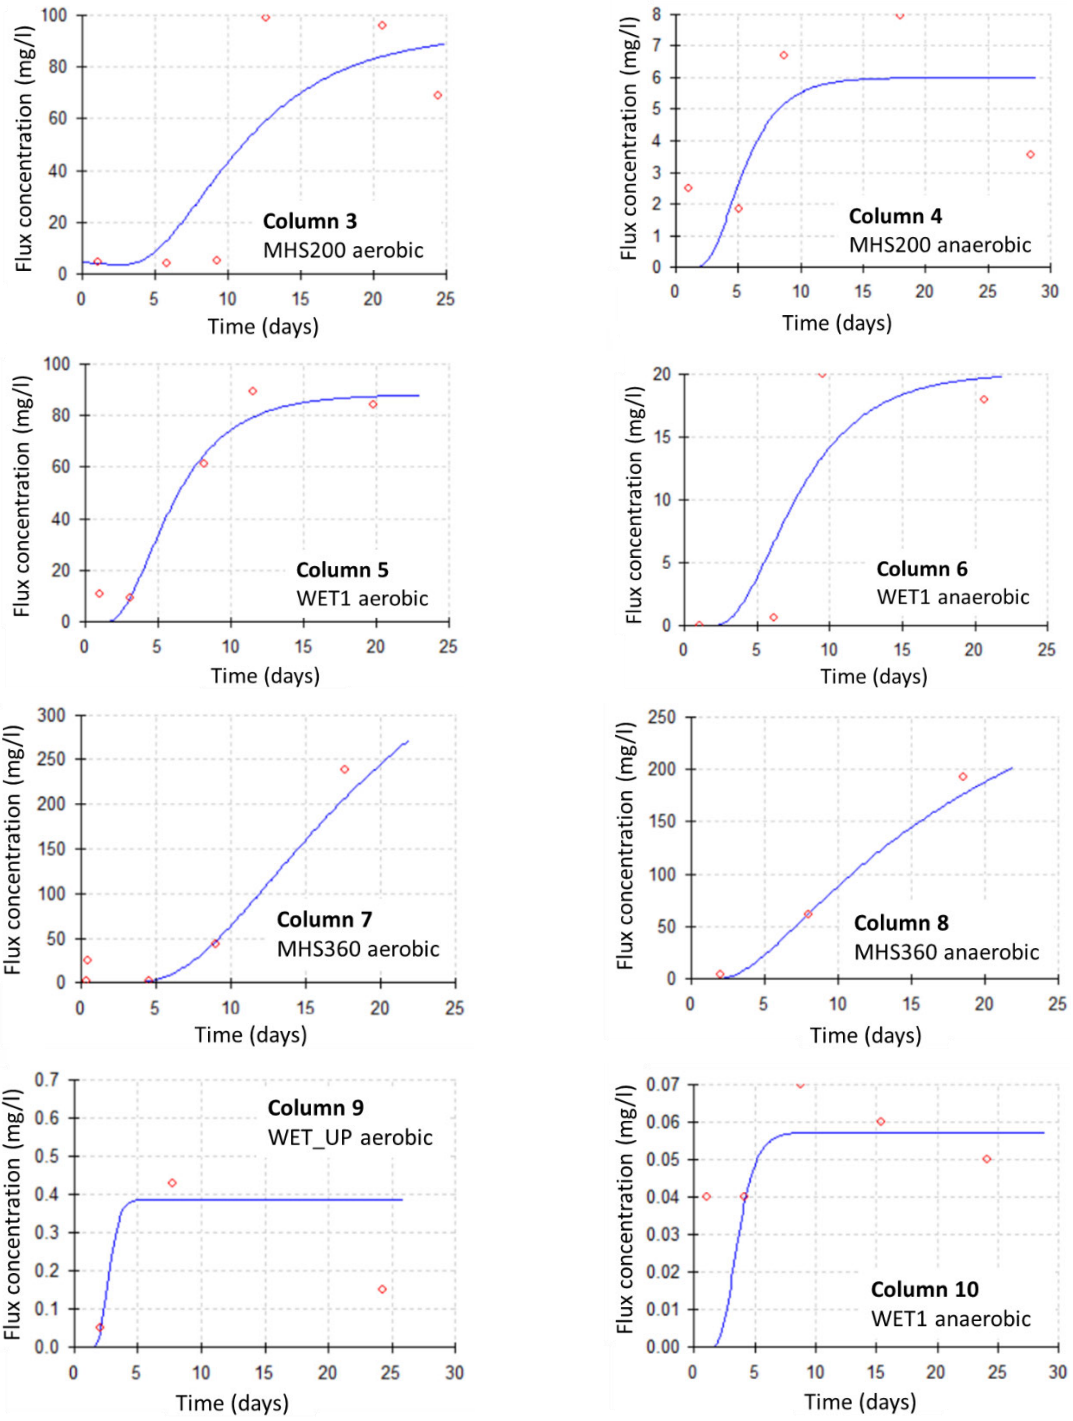 Flux concentration (mg/l)
100
80
60
40
20
0
Column 3
MHS200 aerobic
0 5 10 15 20 25
Time (days)
Flux concentration (mg/l)
8
7
6
5
4
3
2
1
0
Column 4
MHS200 anaerobic
0 5 10 15 20 25 30
Time (days)
Flux concentration (mg/l)
100
80
60
40
20
0
Column 5
WET1 aerobic
0 5 10 15 20 25
Time (days)
Flux concentration (mg/l)
20
15
10
5
0
Column 6
WET1 anaerobic
0 5 10 15 20 25
Time (days)
Flux concentration (mg/l)
300
250
200
150
100
50
0
Column 7
MHS360 aerobic
0 5 10 15 20 25
Time (days)
Flux concentration (mg/l)
250
200
150
100
50
0
Column 8
MHS360 anaerobic
0 5 10 15 20 25
Time (days)
Flux concentration (mg/l)
0.7
0.6
0.5
0.4
0.3
0.2
0.1
0.0
Column 9
WET_UP aerobic
0 5 10 15 20 25 30
Time (days)
Flux concentration (mg/l)
0.07
0.06
0.05
0.04
0.03
0.02
0.01
0.00
Column 10
WET1 anaerobic
0 5 10 15 20 25 30
Time (days)